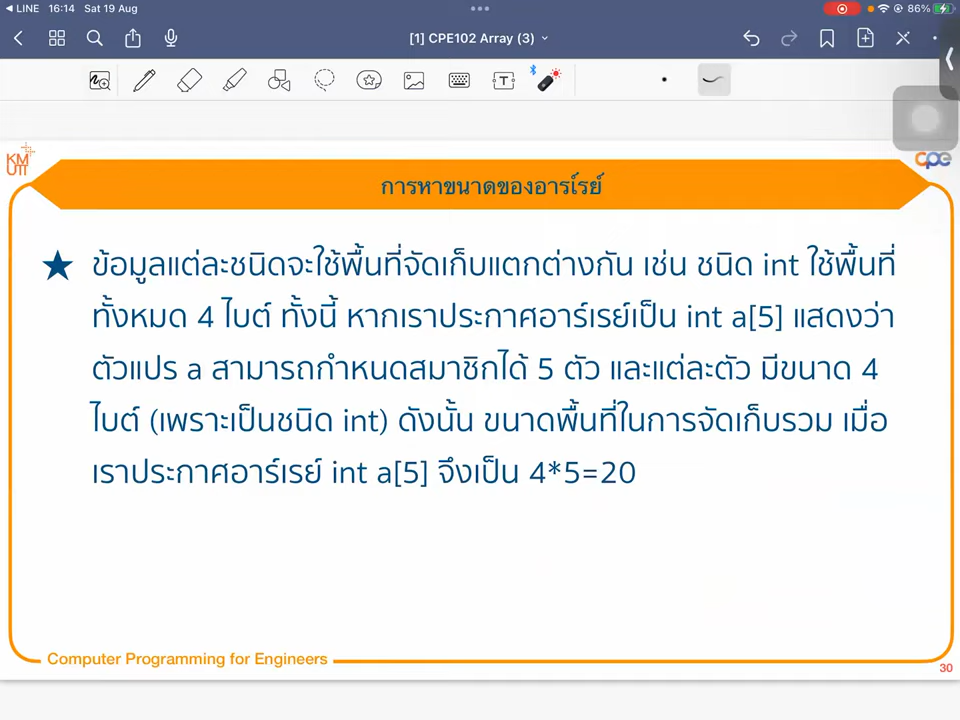 LINE 16:14 Sat 19 Aug 86%
[1] CPE102 Array (3)
KM
UTT
cpe
การหาขนาดของอาร์เรย์
ข้อมูลแต่ละชนิดจะใช้พื้นที่จัดเก็บแตกต่างกัน เช่น ชนิด int ใช้พื้นที่
ทั้งหมด 4 ไบต์ ทั้งนี้ หากเราประกาศอาร์เรย์เป็น int a[5] แสดงว่า
ตัวแปร a สามารถกำหนดสมาชิกได้ 5 ตัว และแต่ละตัว มีขนาด 4
ไบต์ (เพราะเป็นชนิด int) ดังนั้น ขนาดพื้นที่ในการจัดเก็บรวม เมื่อ
เราประกาศอาร์เรย์ int a[5] จึงเป็น 4*5=20
Computer Programming for Engineers
30